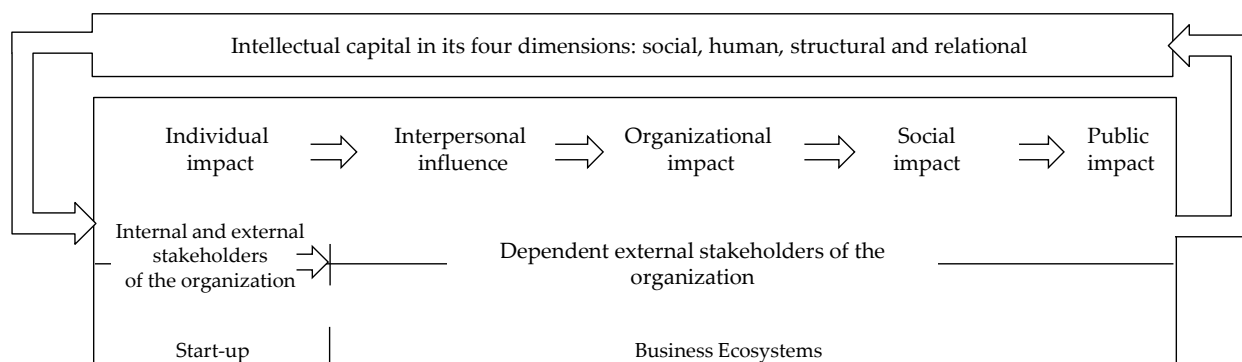 Intellectual capital in its four dimensions: social, human, structural and relational
Individual
impact
Interpersonal
influence
Organizational
impact
Social
impact
Public
impact
Internal and external
stakeholders
of the organization
Dependent external stakeholders of the
organization
Start-up
Business Ecosystems